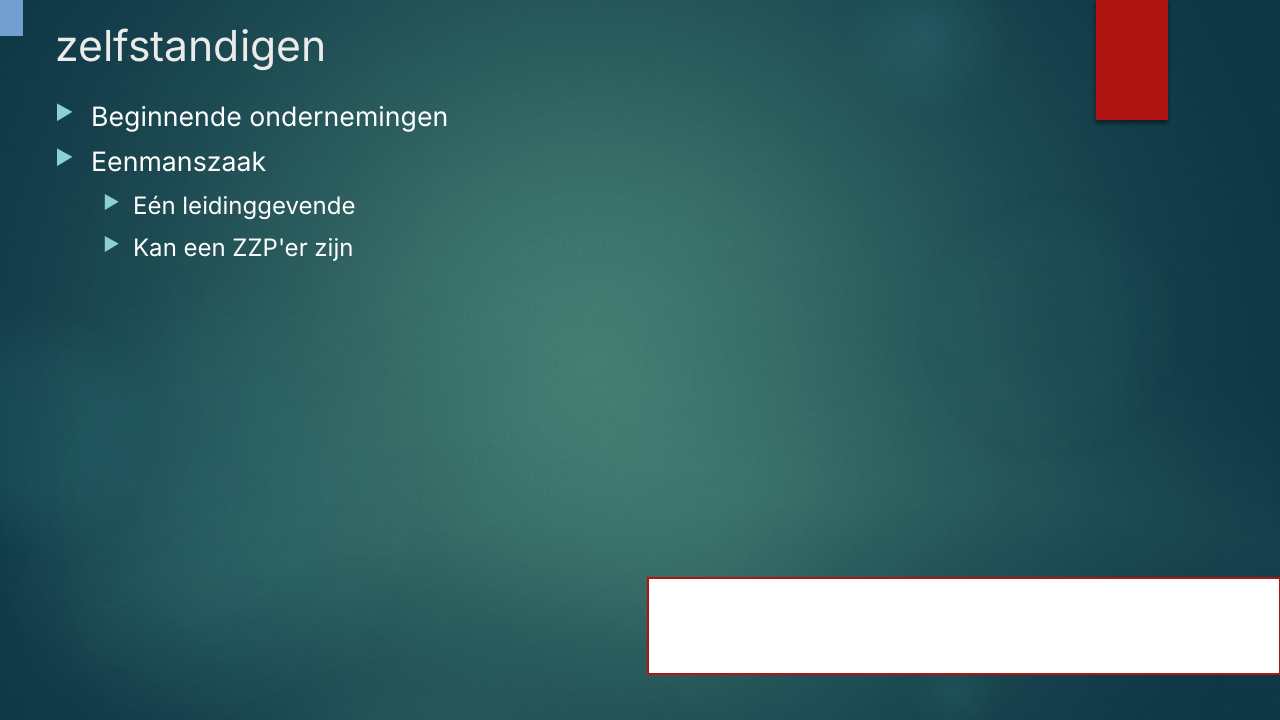 zelfstandigen
Beginnende ondernemingen
Eenmanszaak
Eén leidinggevende
Kan een ZZP'er zijn